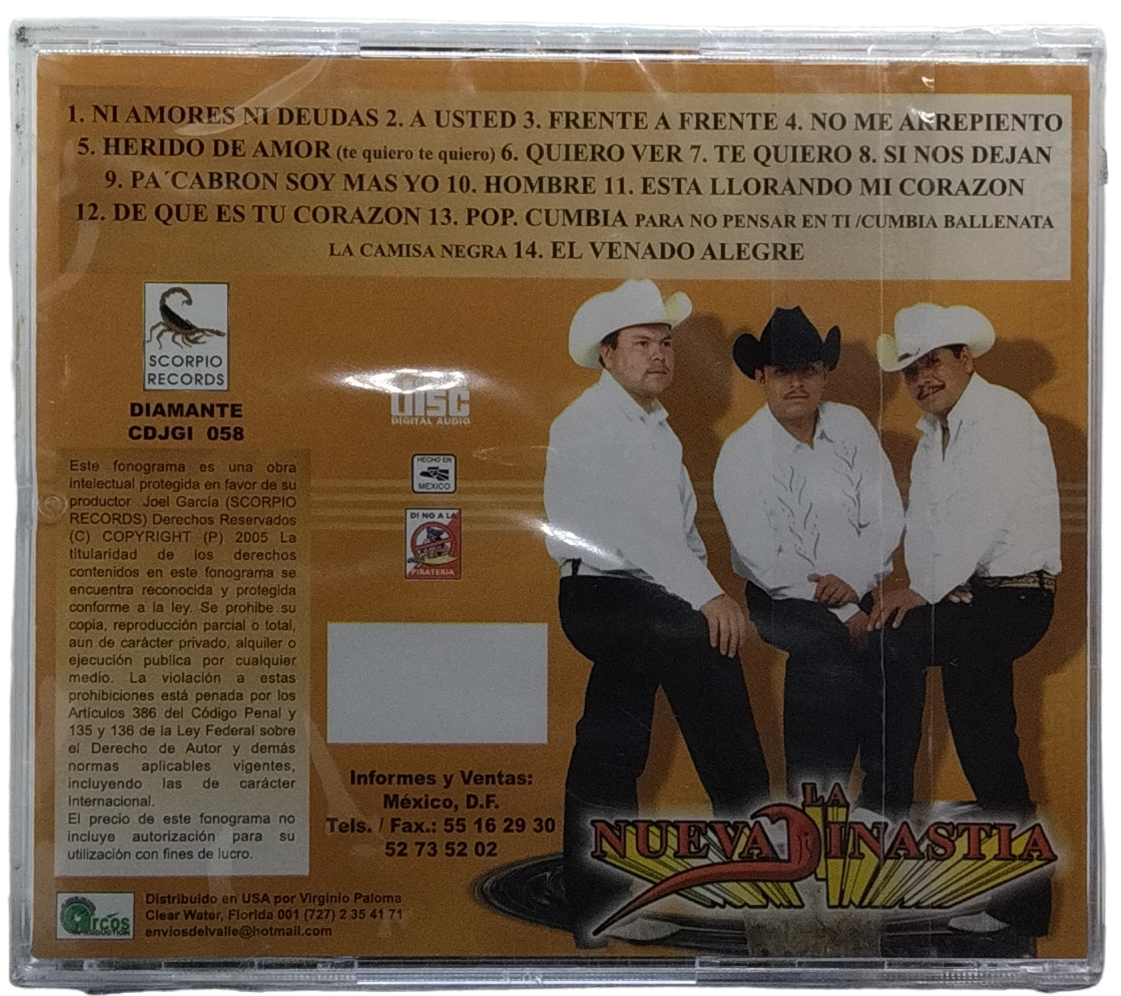 1. NI AMORES NI DEUDAS 2. A USTED 3. FRENTE A FRENTE 4. NO ME ARREPIENTO
5. HERIDO DE AMOR (te quiero te quiero) 6. QUIERO VER 7. TE QUIERO 8. SI NOS DEJAN
9. PA´CABRON SOY MAS YO 10. HOMBRE 11. ESTA LLORANDO MI CORAZON
12. DE QUE ES TU CORAZON 13. POP. CUMBIA PARA NO PENSAR EN TI /CUMBIA BALLENATA
LA CAMISA NEGRA 14. EL VENADO ALEGRE
SCORPIO
RECORDS
DIAMANTE
CDJGI 058
Este fonograma es una obra
intelectual protegida en favor de su
productor Joel García (SCORPIO
RECORDS) Derechos Reservados
(C) COPYRIGHT (P) 2005 La
titularidad de los derechos
contenidos en este fonograma se
encuentra reconocida y protegida
conforme a la ley. Se prohibe su
copia, reproducción parcial o total,
aun de carácter privado, alquiler o
ejecución publica por cualquier
medio. La violación a estas
prohibiciones está penada por los
Articulos 386 del Código Penal y
135 y 136 de la Ley Federal sobre
el Derecho de Autor y demás
normas aplicables vigentes,
incluyendo las de carácter
Internacional.
El precio de este fonograma no
incluye autorización para su
utilización con fines de lucro.
disc
DIGITAL AUDIO
HECHO EN
MEXICO
DI NO A LA
PIRATERIA
Informes y Ventas:
México, D.F.
Tels. / Fax.: 55 16 29 30
52 73 52 02
LA
NUEVA DINASTIA
arcos
Distribuido en USA por Virginio Paloma
Clear Water, Florida 001 (727) 2 35 41 71
enviosdelvalle@hotmail.com